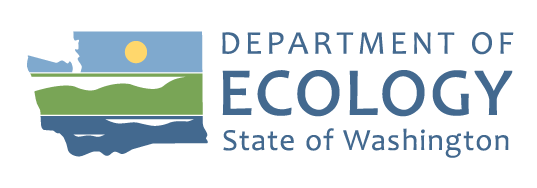 DEPARTMENT OF
ECOLOGY
State of Washington